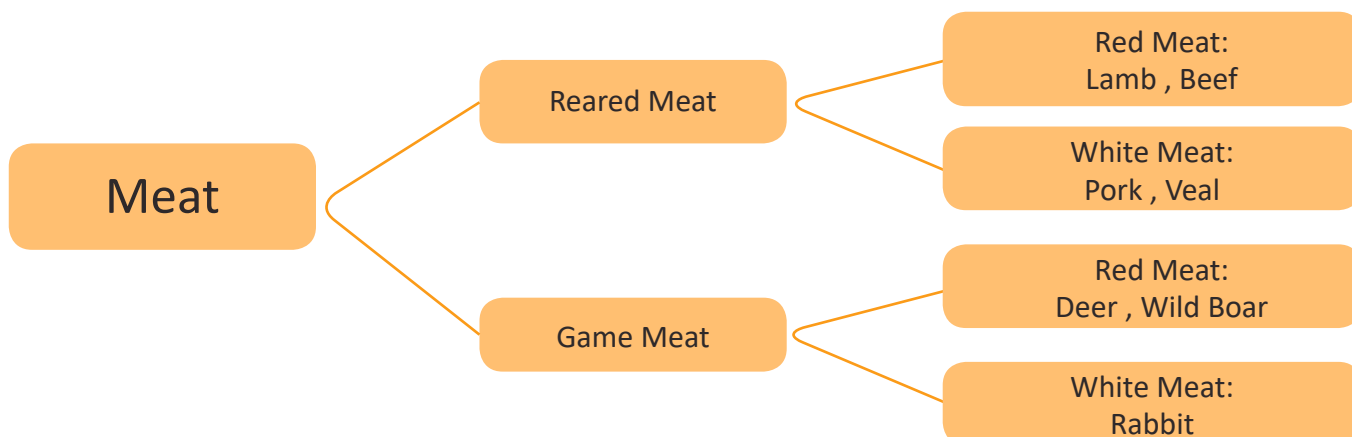 Meat
Reared Meat
Red Meat:
Lamb , Beef
White Meat:
Pork , Veal
Game Meat
Red Meat:
Deer , Wild Boar
White Meat:
Rabbit